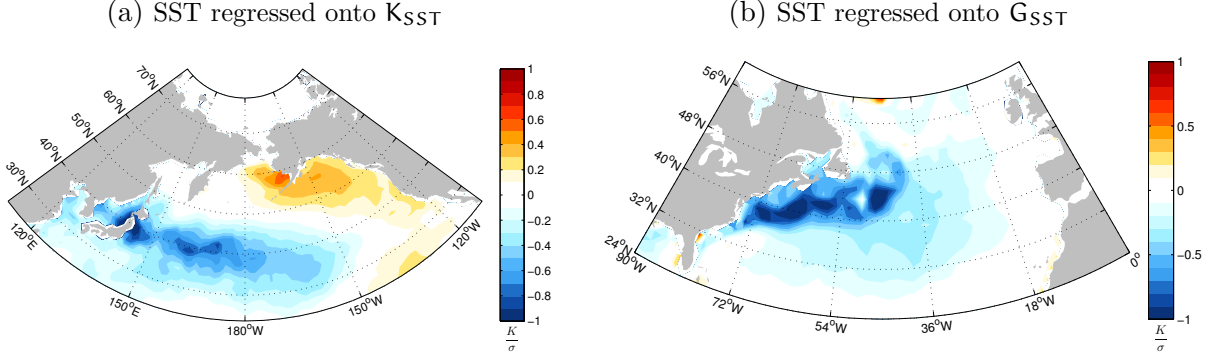 (a) SST regressed onto K_SST
(b) SST regressed onto G_SST
70°N
60°N
50°N
40°N
30°N
120°E
150°E
180°W
150°W
120°W
1
0.8
0.6
0.4
0.2
0
−0.2
−0.4
−0.6
−0.8
−1
K/σ
56°N
48°N
40°N
32°N
24°N
90°W
72°W
54°W
36°W
18°W
0°
1
0.5
0
−0.5
−1
K/σ